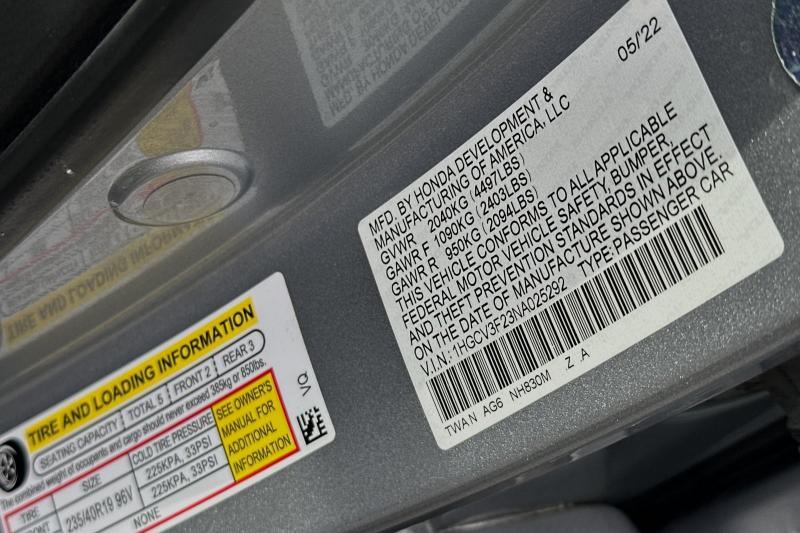 05/'22
MFD. BY HONDA DEVELOPMENT &
MANUFACTURING OF AMERICA, LLC
GVWR 2040KG (4497LBS)
GAWR F 1090KG (2403LBS)
GAWR R 950KG (2094LBS)
THIS VEHICLE CONFORMS TO ALL APPLICABLE
FEDERAL MOTOR VEHICLE SAFETY, BUMPER,
AND THEFT PREVENTION STANDARDS IN EFFECT
ON THE DATE OF MANUFACTURE SHOWN ABOVE.
V.I.N.: 1HGCV3F23NA025292 TYPE:PASSENGER CAR
TWA N AG6 NH830M Z A
TIRE AND LOADING INFORMATION
SEATING CAPACITY TOTAL 5 FRONT 2 REAR 3
The combined weight of occupants and cargo should never exceed 385kg or 850lbs.
TIRE SIZE COLD TIRE PRESSURE
FRONT 235/40R19 96V 225KPA, 33PSI
225KPA, 33PSI
NONE
SEE OWNER'S
MANUAL FOR
ADDITIONAL
INFORMATION
VQ